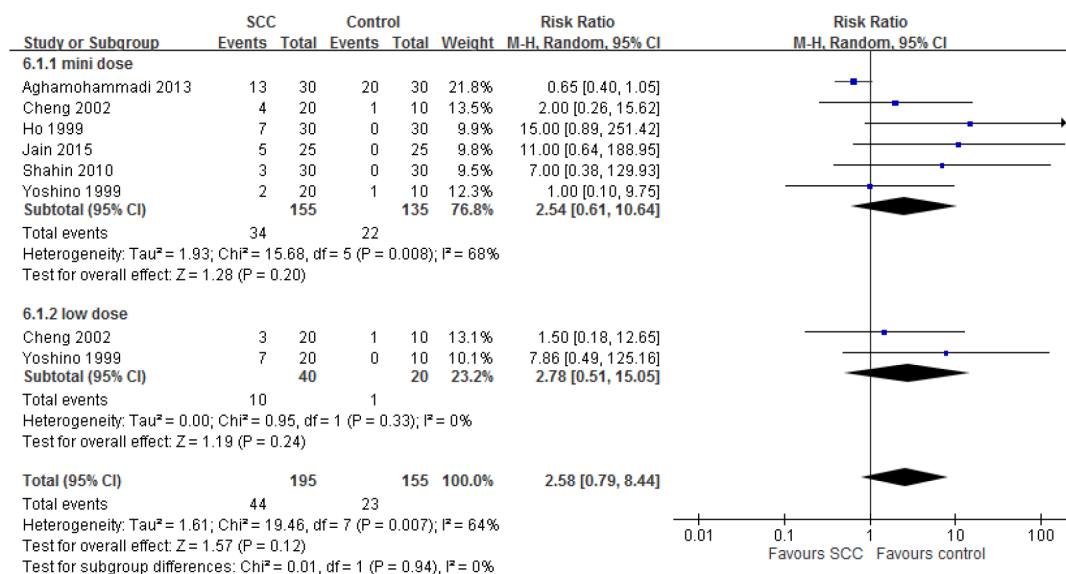 SCC Control Risk Ratio Risk Ratio
Study or Subgroup Events Total Events Total Weight M-H, Random, 95% CI M-H, Random, 95% CI
6.1.1 mini dose
Aghamohammadi 2013 13 30 20 30 21.8% 0.65 [0.40, 1.05]
Cheng 2002 4 20 1 10 13.5% 2.00 [0.26, 15.62]
Ho 1999 7 30 0 30 9.9% 15.00 [0.89, 251.42]
Jain 2015 5 25 0 25 9.8% 11.00 [0.64, 188.95]
Shahin 2010 3 30 0 30 9.5% 7.00 [0.38, 129.93]
Yoshino 1999 2 20 1 10 12.3% 1.00 [0.10, 9.75]
Subtotal (95% CI) 155 135 76.8% 2.54 [0.61, 10.64]
Total events 34 22
Heterogeneity: Tau² = 1.93; Chi² = 15.68, df = 5 (P = 0.008); I² = 68%
Test for overall effect: Z = 1.28 (P = 0.20)
6.1.2 low dose
Cheng 2002 3 20 1 10 13.1% 1.50 [0.18, 12.65]
Yoshino 1999 7 20 0 10 10.1% 7.86 [0.49, 125.16]
Subtotal (95% CI) 40 20 23.2% 2.78 [0.51, 15.05]
Total events 10 1
Heterogeneity: Tau² = 0.00; Chi² = 0.95, df = 1 (P = 0.33); I² = 0%
Test for overall effect: Z = 1.19 (P = 0.24)
Total (95% CI) 195 155 100.0% 2.58 [0.79, 8.44]
Total events 44 23
Heterogeneity: Tau² = 1.61; Chi² = 19.46, df = 7 (P = 0.007); I² = 64%
Test for overall effect: Z = 1.57 (P = 0.12)
Test for subgroup differences: Chi² = 0.01, df = 1 (P = 0.94), I² = 0%
0.01 0.1 1 10 100
Favours SCC Favours control